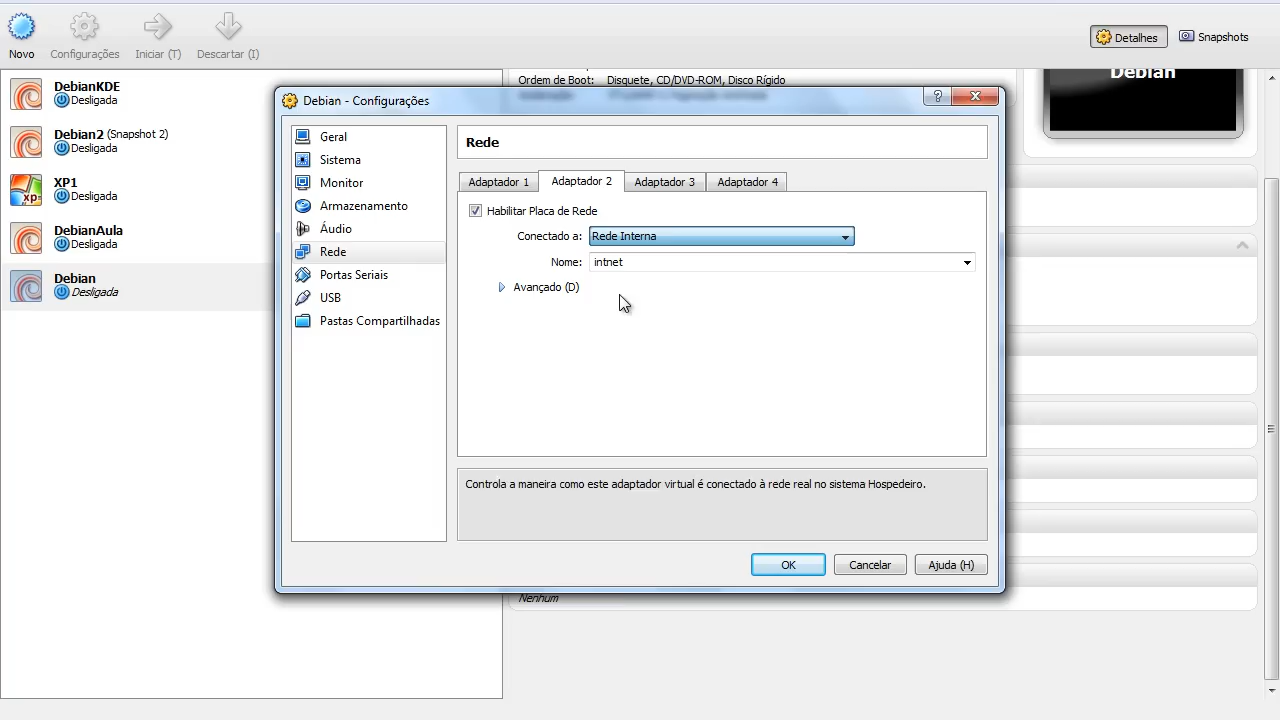 Novo
Configurações
Iniciar (T)
Descartar (I)
Detalhes
Snapshots
DebianKDE
Desligada
Debian2 (Snapshot 2)
Desligada
XP1
Desligada
DebianAula
Desligada
Debian
Desligada
Ordem de Boot: Disquete, CD/DVD-ROM, Disco Rígido
Debian
Debian - Configurações
?
Geral
Sistema
Monitor
Armazenamento
Áudio
Rede
Portas Seriais
USB
Pastas Compartilhadas
Rede
Adaptador 1
Adaptador 2
Adaptador 3
Adaptador 4
Habilitar Placa de Rede
Conectado a: Rede Interna
Nome: intnet
Avançado (D)
Controla a maneira como este adaptador virtual é conectado à rede real no sistema Hospedeiro.
OK
Cancelar
Ajuda (H)
Nenhum